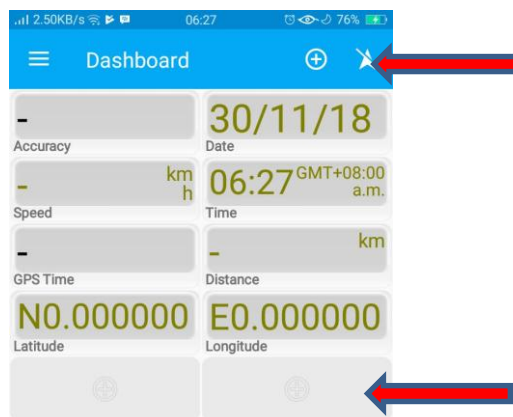 .ıll 2.50KB/s 06:27 76%
Dashboard
- 30/11/18
Accuracy Date
- km h 06:27 GMT+08:00 a.m.
Speed Time
- - km
GPS Time Distance
N0.000000 E0.000000
Latitude Longitude